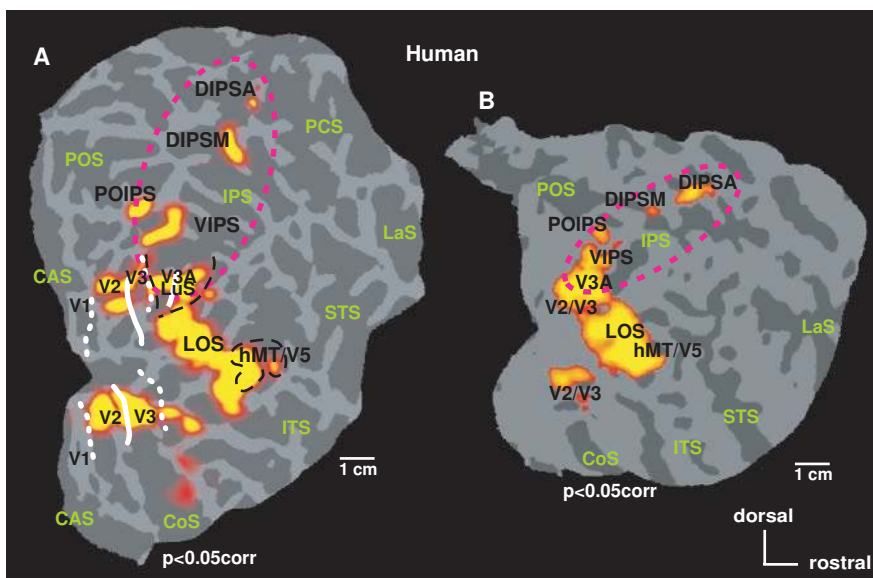 Human
A
DIPSA
PCS
DIPSM
POS
POIPS
IPS
VIPS
LaS
CAS
V3
V3A
V2
LuS
V1
STS
LOS
hMT/V5
V2
V3
ITS
V1
1 cm
CAS
CoS
p<0.05corr
B
POS
DIPSM
DIPSA
POIPS
IPS
VIPS
V3A
V2/V3
LaS
LOS
hMT/V5
V2/V3
STS
ITS
CoS
1 cm
p<0.05corr
dorsal
rostral